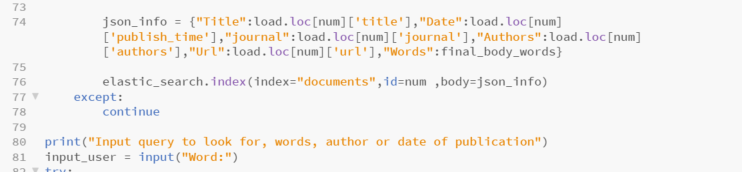 73
74 json_info = {"Title":load.loc[num]['title'],"Date":load.loc[num]
['publish_time'],"journal":load.loc[num]['journal'],"Authors":load.loc[num]
['authors'],"Url":load.loc[num]['url'],"Words":final_body_words}
75
76 elastic_search.index(index="documents",id=num ,body=json_info)
77 except:
78 continue
79
80 print("Input query to look for, words, author or date of publication")
81 input_user = input("Word:")
82 try: